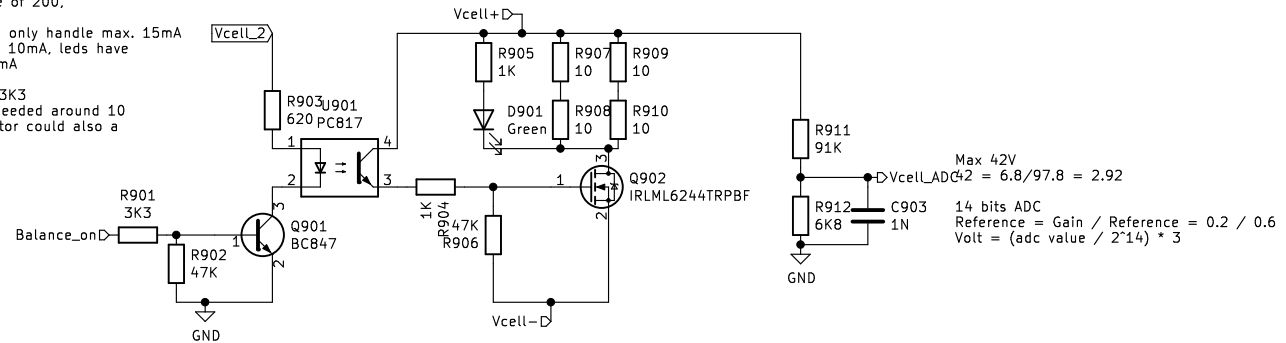 e of 200,
only handle max. 15mA
10mA, leds have
mA
3K3
eeded around 10
tor could also a
Vcell_2
Vcell+
R903
620
U901
PC817
1
2
4
3
R905
1K
R907
10
R909
10
D901
Green
R908
10
R910
10
R901
3K3
Balance_on
R902
47K
1
3
2
Q901
BC847
GND
1K
R904
47K
R906
1
3
2
Q902
IRLML6244TRPBF
Vcell-
R911
91K
Vcell_ADC
R912
6K8
C903
1N
GND
Max 42V
42 = 6.8/97.8 = 2.92
14 bits ADC
Reference = Gain / Reference = 0.2 / 0.6
Volt = (adc value / 2^14) * 3